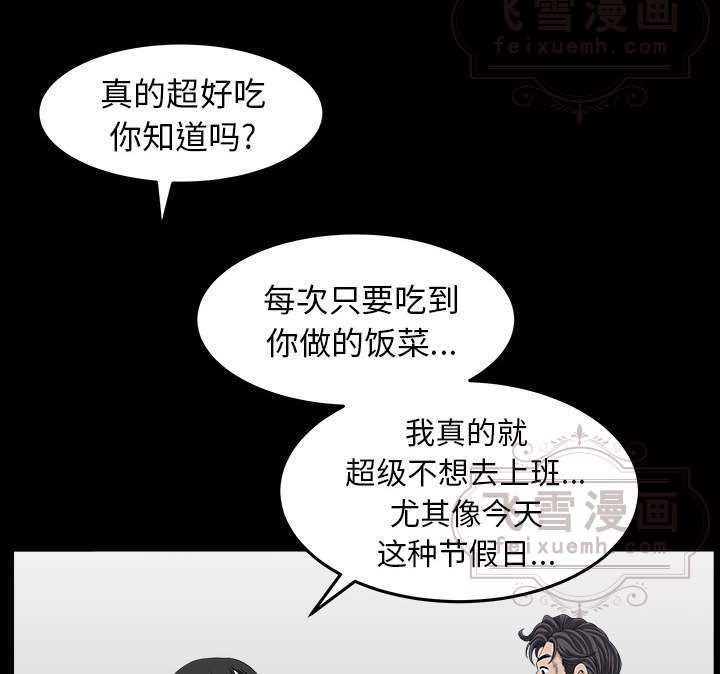 飞雪漫画
feixuemh.com
真的超好吃
你知道吗?
每次只要吃到
你做的饭菜...
我真的就
超级不想去上班...
尤其像今天
这种节假日...
飞雪漫画
feixuemh.com